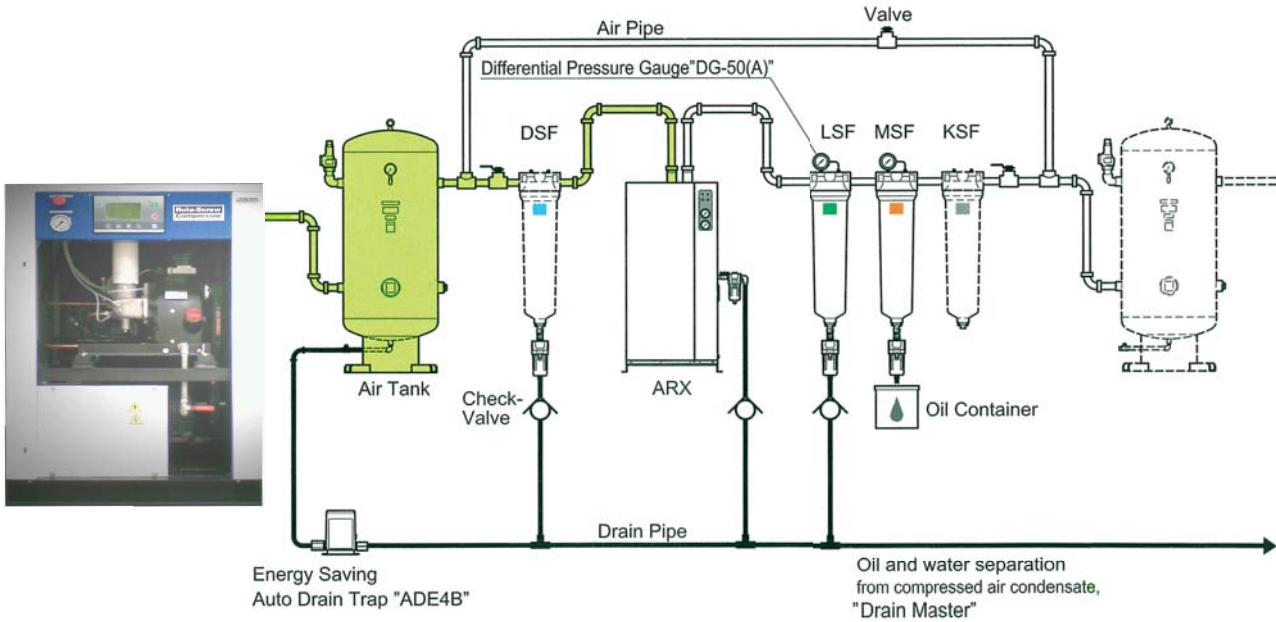 Valve
Air Pipe
Differential Pressure Gauge"DG-50(A)"
DSF
LSF
MSF
KSF
Compressor
Air Tank
ARX
Check-
Valve
Oil Container
Drain Pipe
Energy Saving
Auto Drain Trap "ADE4B"
Oil and water separation
from compressed air condensate,
"Drain Master"